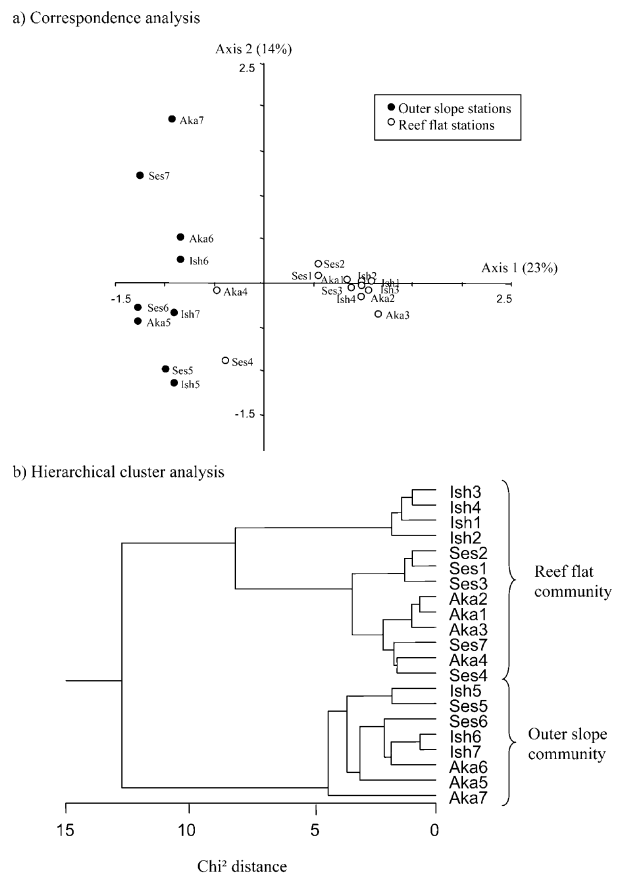 a) Correspondence analysis
Axis 2 (14%)
2.5
Outer slope stations
Reef flat stations
Aka7
Ses7
Aka6
Ish6
Ses2
Ses1
Aka1
Ish2
Ish1
Axis 1 (23%)
-1.5
Aka4
Ses3
Ish3
2.5
Ish4
Aka2
Ses6
Ish7
Aka3
Aka5
Ses4
Ses5
Ish5
-1.5
b) Hierarchical cluster analysis
Ish3
Ish4
Ish1
Ish2
Ses2
Ses1
Ses3
Aka2
Aka1
Aka3
Ses7
Aka4
Ses4
Reef flat
community
Ish5
Ses5
Ses6
Ish6
Ish7
Aka6
Aka5
Aka7
Outer slope
community
15 10 5 0
Chi² distance